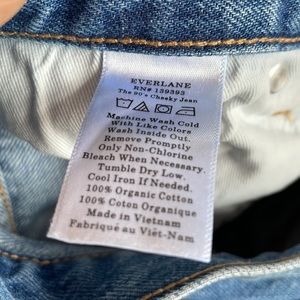 EVERLANE
RN# 139393
The 90's Cheeky Jean
Machine Wash Cold
With Like Colors
Wash Inside Out.
Remove Promptly
Only Non-Chlorine
Bleach When Necessary.
Tumble Dry Low.
Cool Iron If Needed.
100% Organic Cotton
100% Coton Organique
Made in Vietnam
Fabriqué au Viêt-Nam